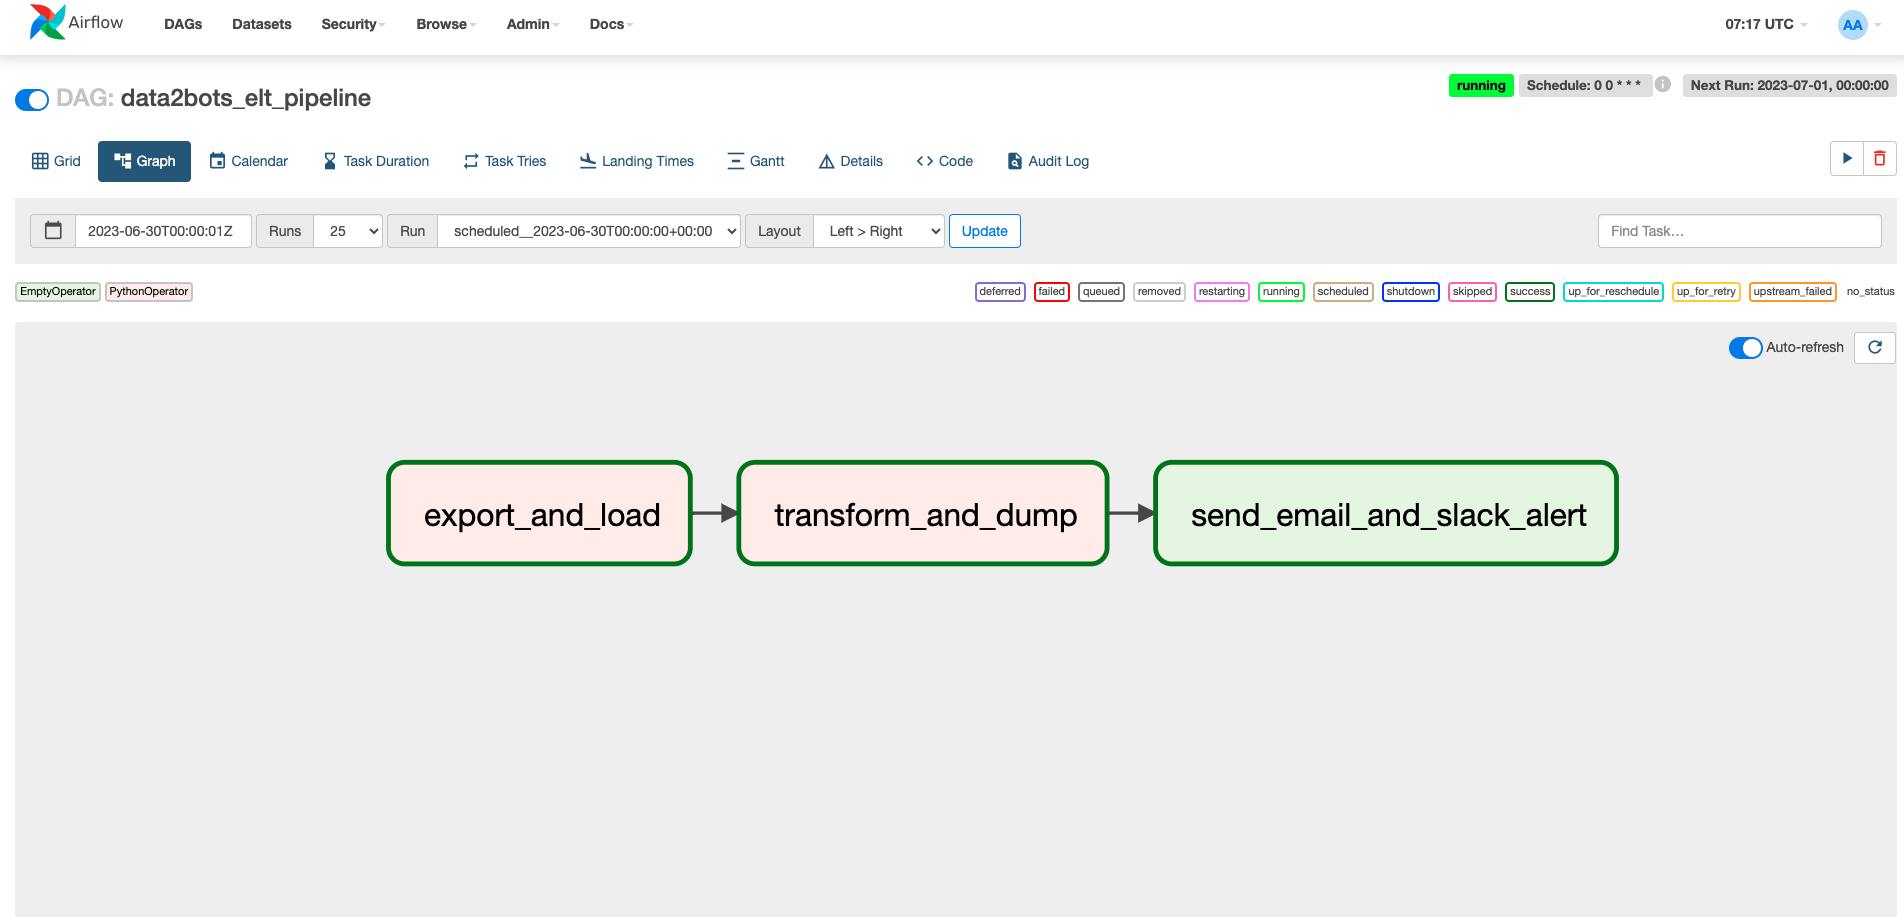 Airflow DAGs Datasets Security Browse Admin Docs 07:17 UTC AA
DAG: data2bots_elt_pipeline running Schedule: 0 0 * * * Next Run: 2023-07-01, 00:00:00
Grid Graph Calendar Task Duration Task Tries Landing Times Gantt Details Code Audit Log
2023-06-30T00:00:01Z Runs 25 Run scheduled__2023-06-30T00:00:00+00:00 Layout Left > Right Update Find Task...
EmptyOperator PythonOperator deferred failed queued removed restarting running scheduled shutdown skipped success up_for_reschedule up_for_retry upstream_failed no_status
Auto-refresh
export_and_load transform_and_dump send_email_and_slack_alert